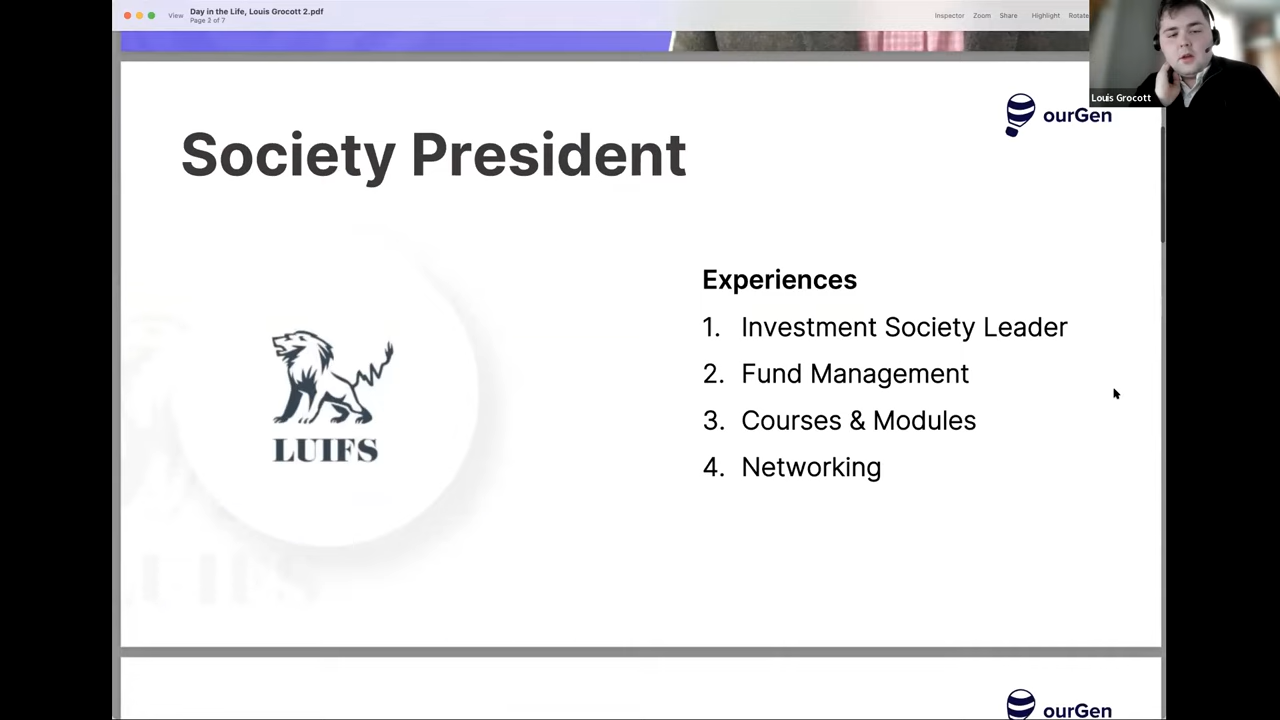 View
Day in the Life, Louis Grocott 2.pdf
Page 2 of 7
Inspector
Zoom
Share
Highlight
Rotate
Louis Grocott
ourGen
Society President
Experiences
1. Investment Society Leader
2. Fund Management
3. Courses & Modules
4. Networking
LUIFS
ourGen